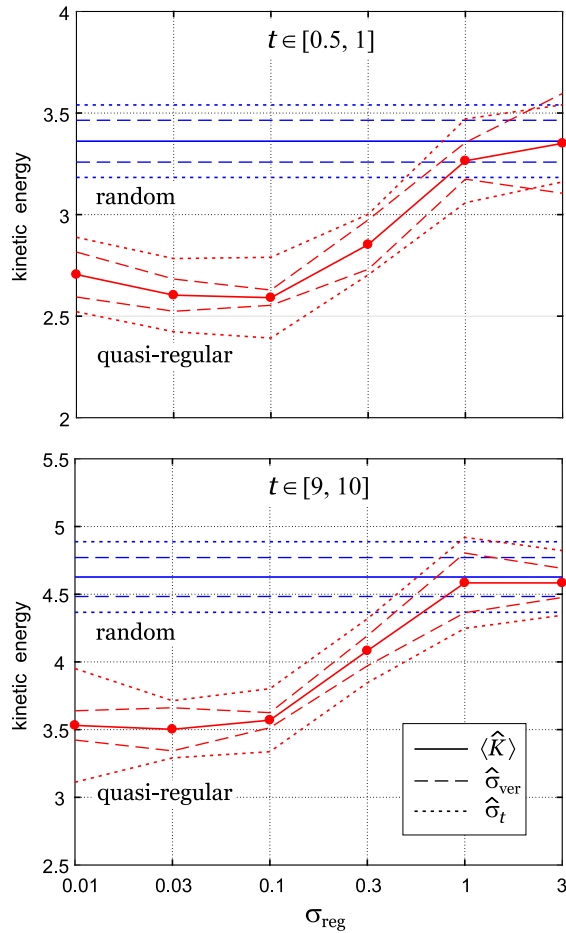 4
t ∈ [0.5, 1]
3.5
random
3
kinetic energy
2.5
quasi-regular
2
5.5
t ∈ [9, 10]
5
4.5
random
4
kinetic energy
3.5
⟨K̂⟩
quasi-regular
σ̂ver
3
σ̂t
2.5
0.01 0.03 0.1 0.3 1 3
σreg